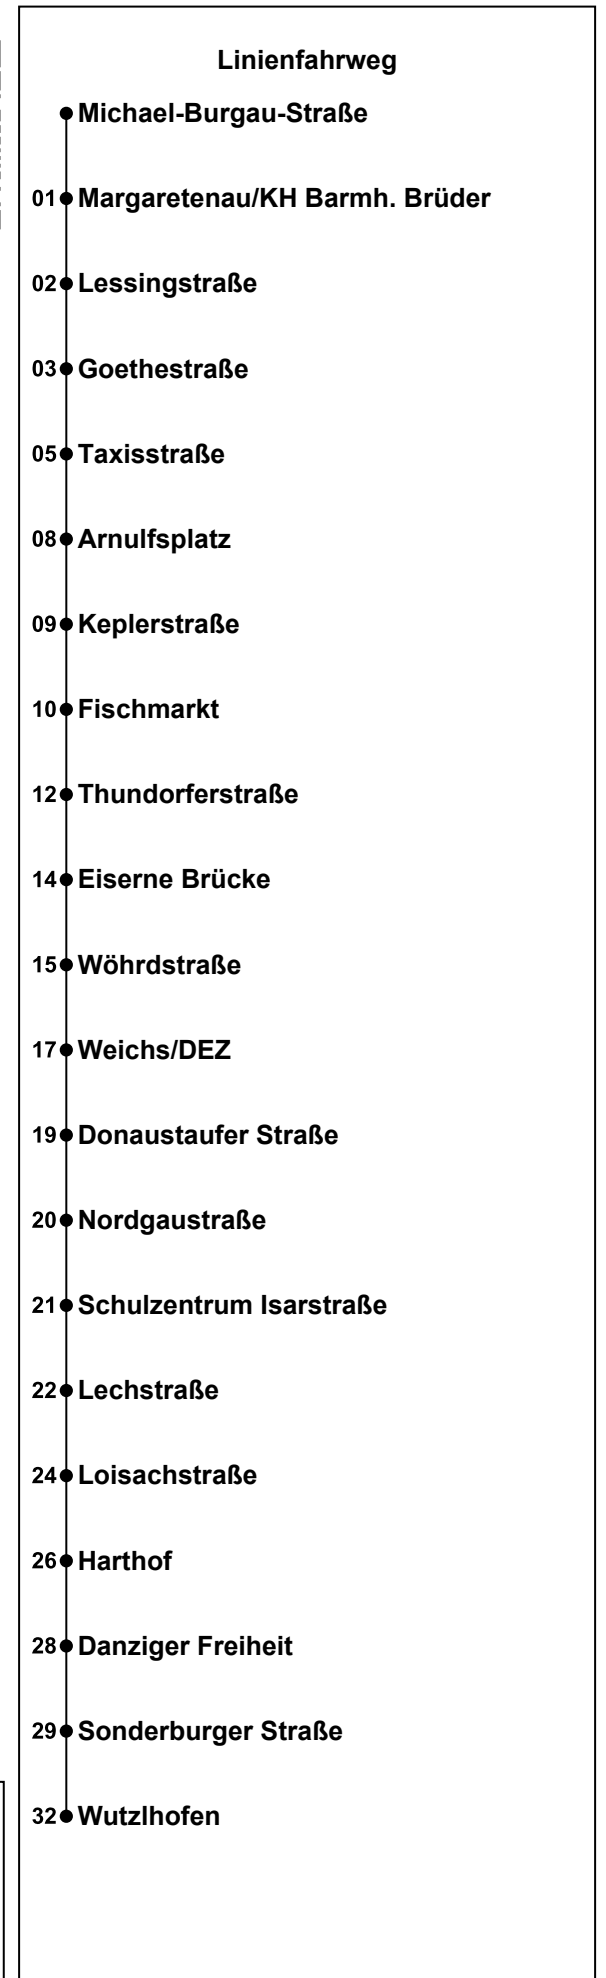 Linienfahrweg
Michael-Burgau-Straße
01 Margaretenau/KH Barmh. Brüder
02 Lessingstraße
03 Goethestraße
05 Taxisstraße
08 Arnulfsplatz
09 Keplerstraße
10 Fischmarkt
12 Thundorferstraße
14 Eiserne Brücke
15 Wöhrdstraße
17 Weichs/DEZ
19 Donaustaufer Straße
20 Nordgaustraße
21 Schulzentrum Isarstraße
22 Lechstraße
24 Loisachstraße
26 Harthof
28 Danziger Freiheit
29 Sonderburger Straße
32 Wutzlhofen